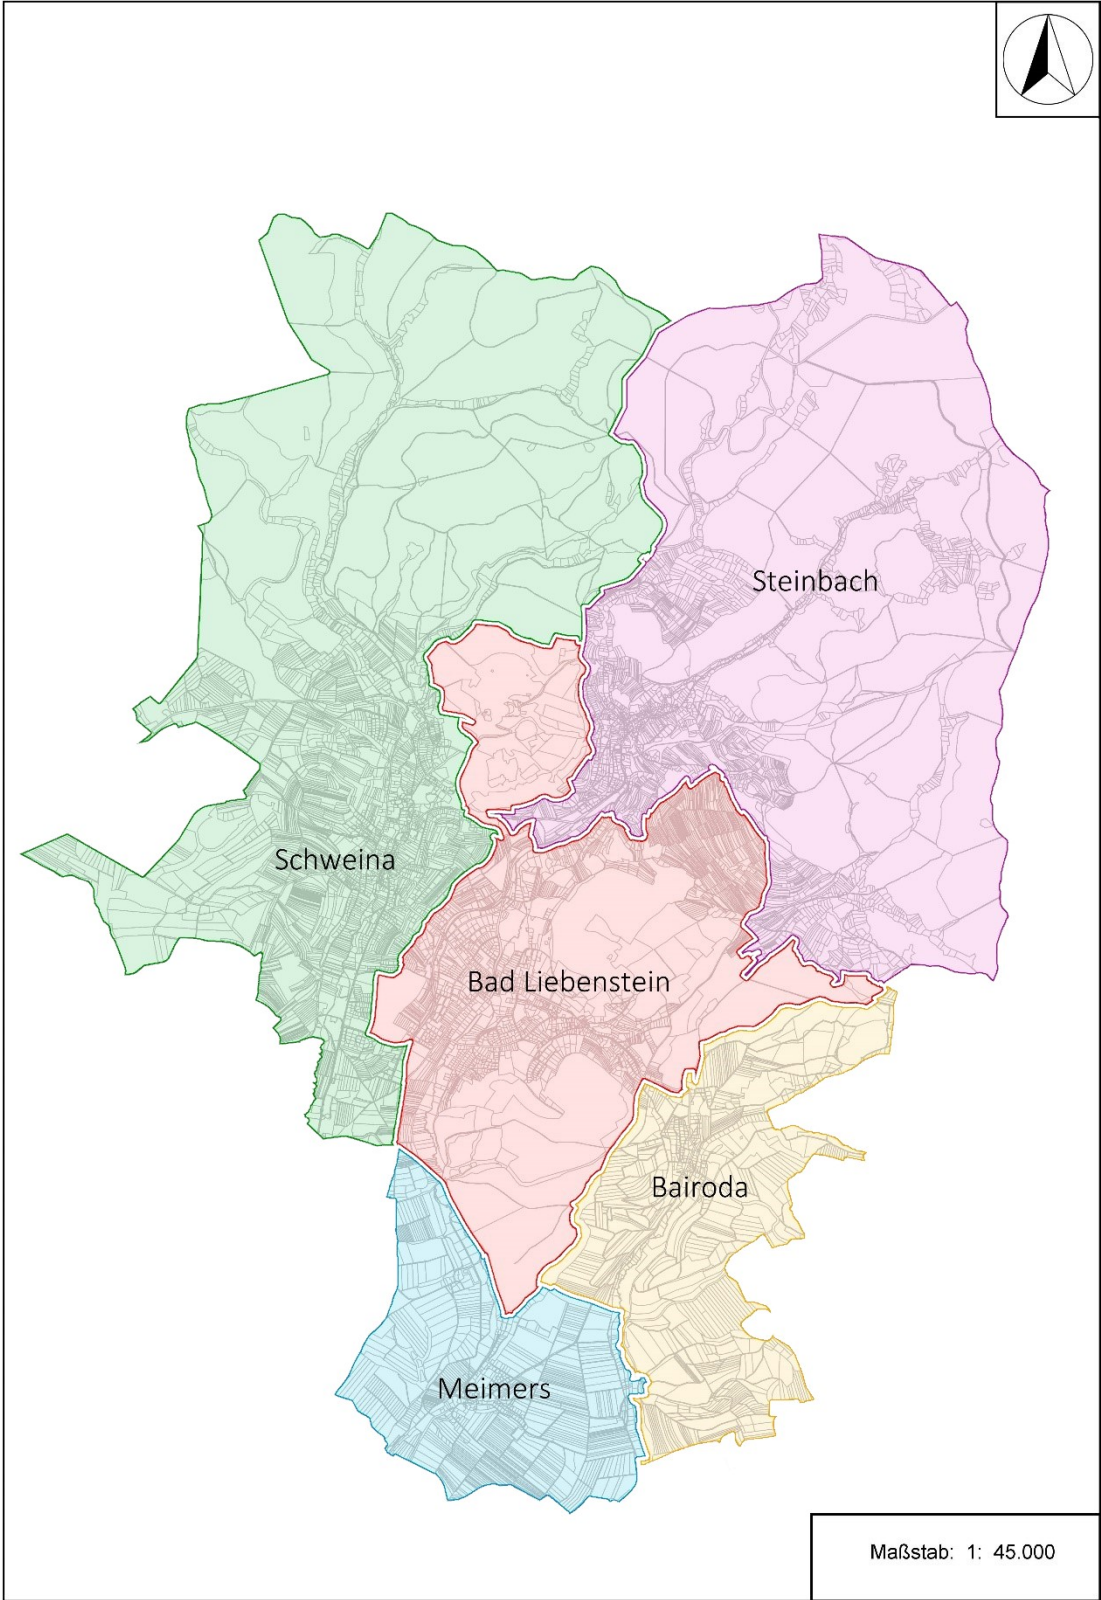 Steinbach
Schweina
Bad Liebenstein
Bairoda
Meimers
Maßstab: 1: 45.000